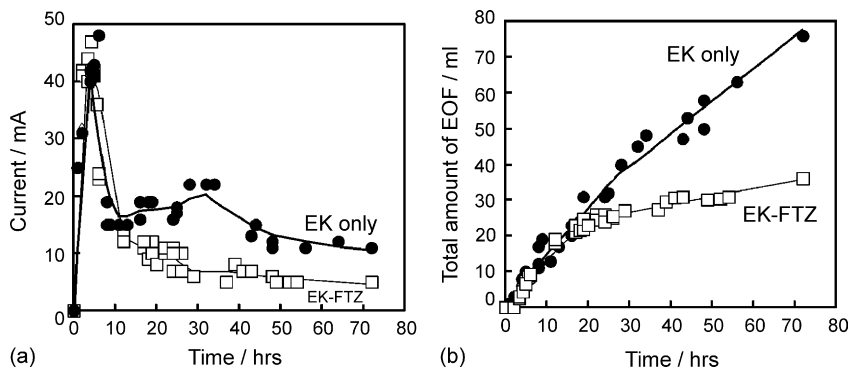 50
40
30
20
10
0
Current / mA
EK only
EK-FTZ
0 10 20 30 40 50 60 70 80
Time / hrs
(a)
80
70
60
50
40
30
20
10
0
Total amount of EOF / ml
EK only
EK-FTZ
0 10 20 30 40 50 60 70 80
Time / hrs
(b)